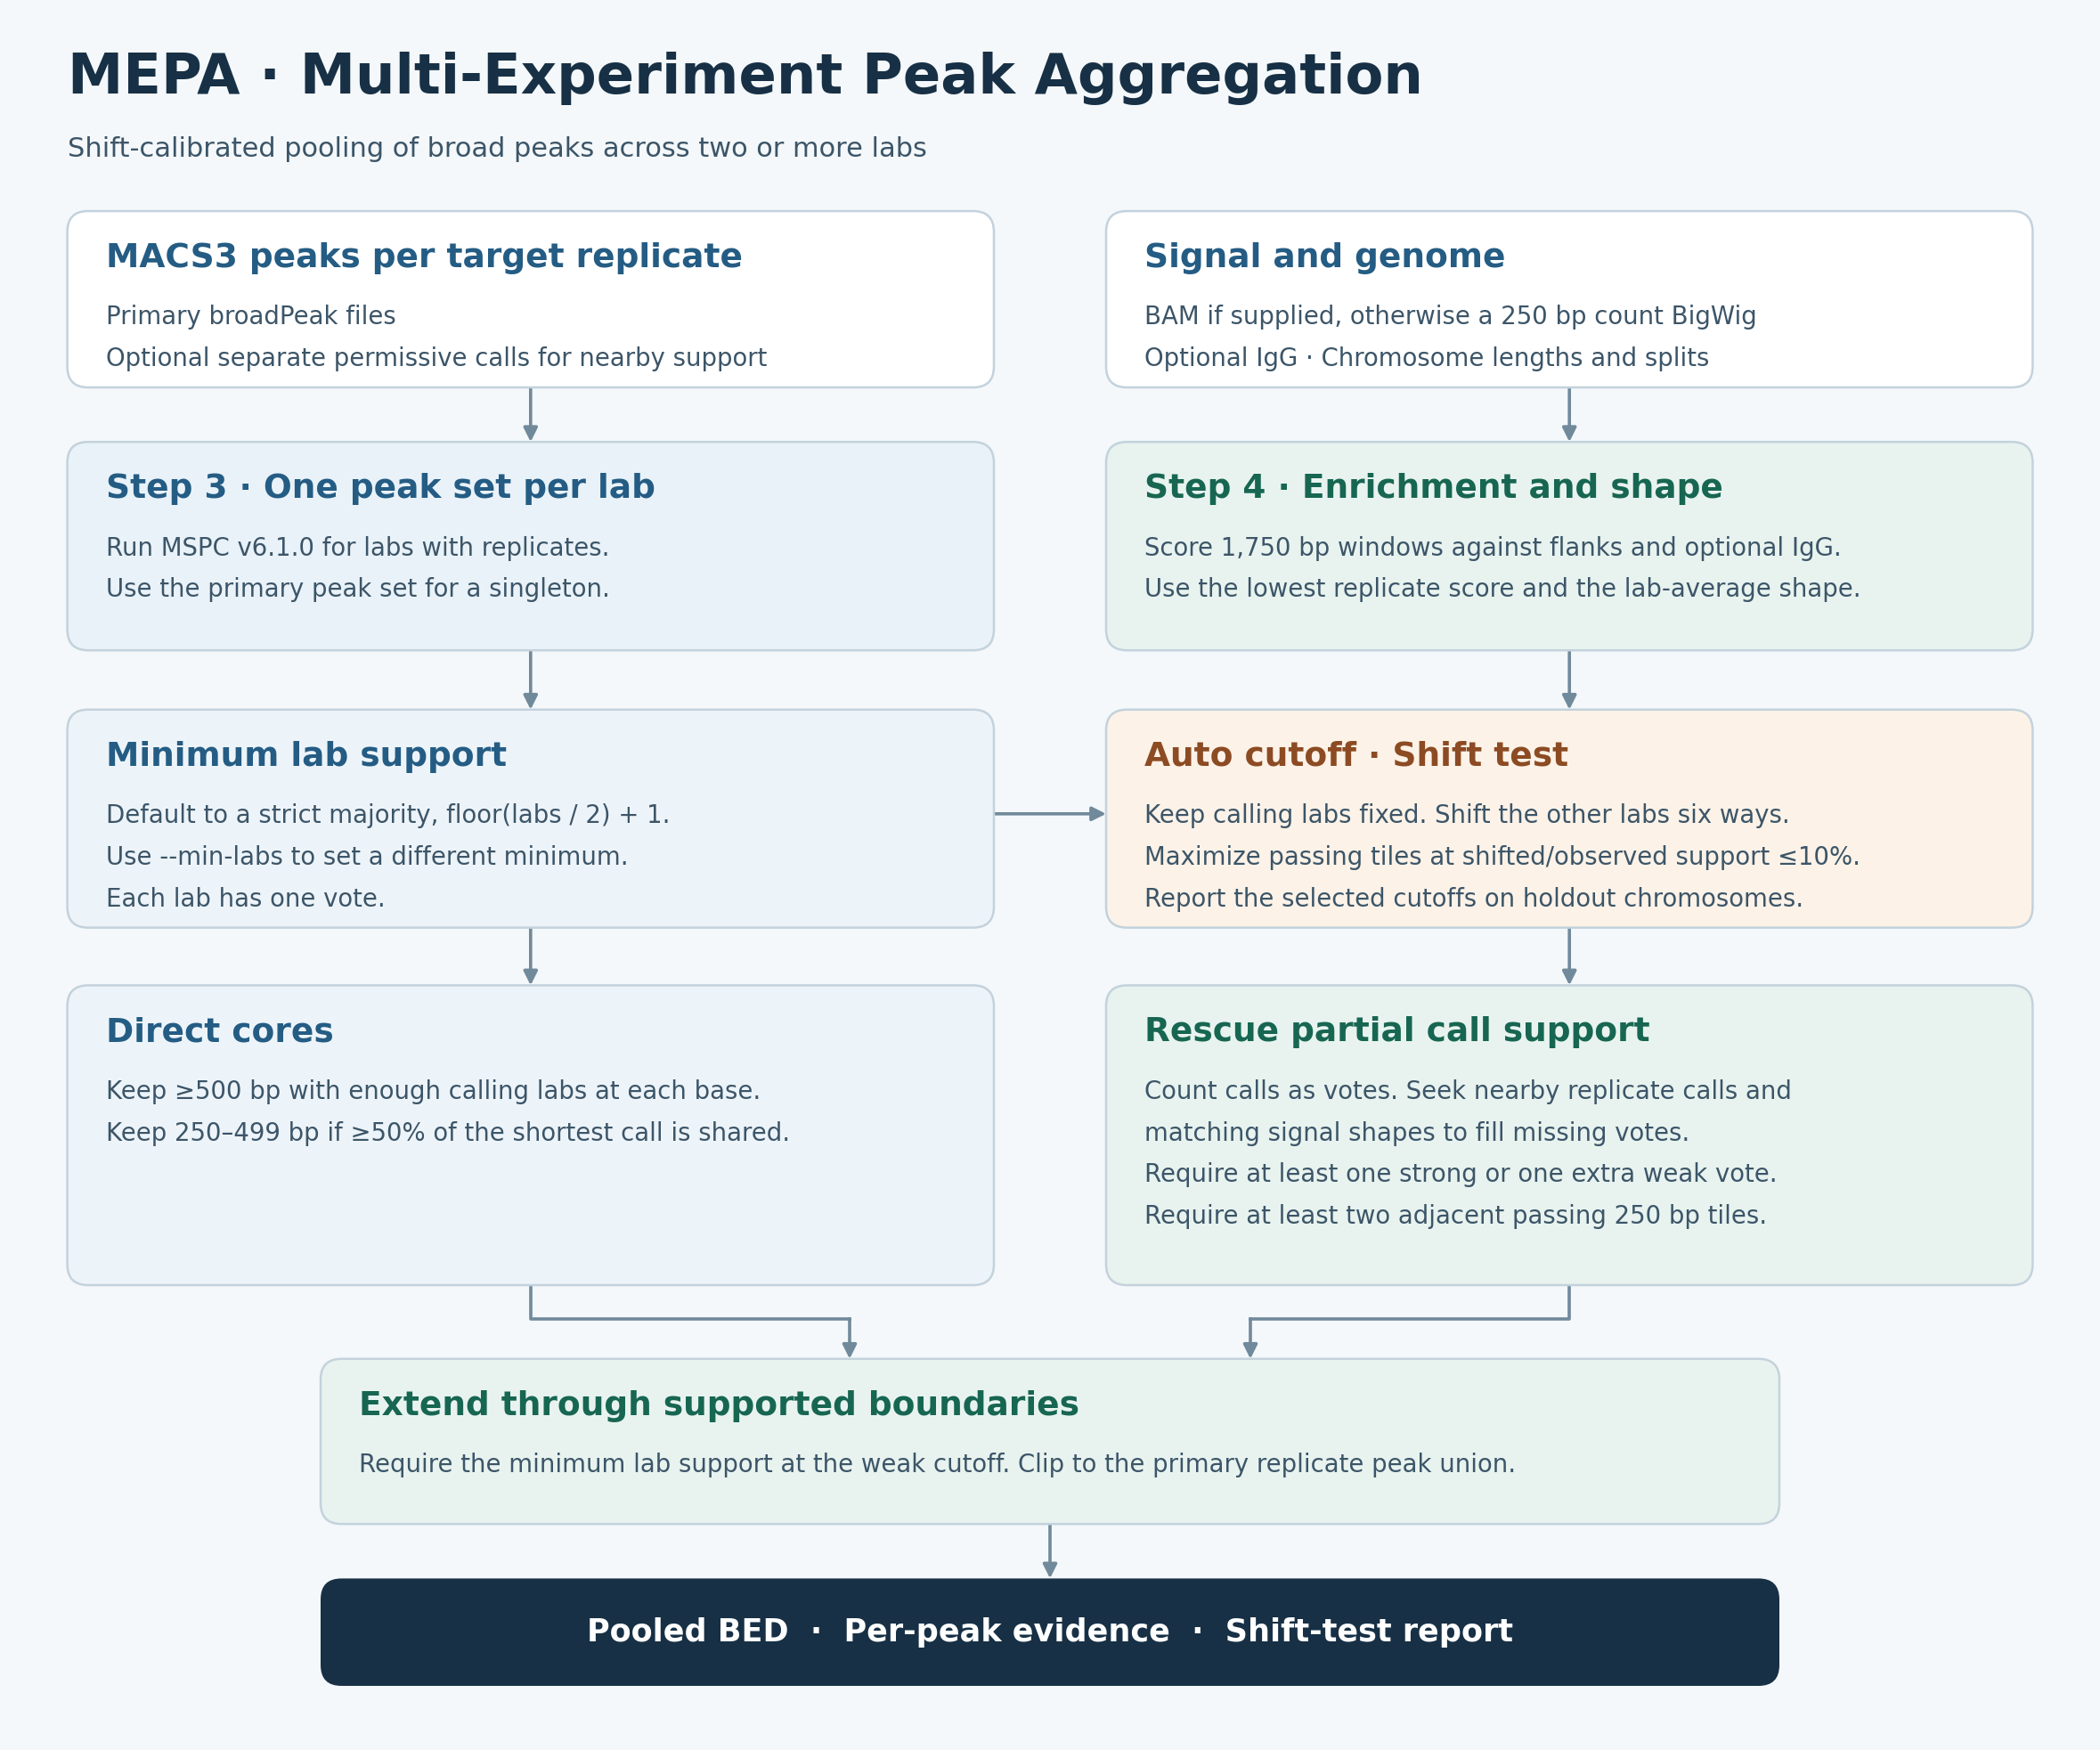 MEPA · Multi-Experiment Peak Aggregation
Shift-calibrated pooling of broad peaks across two or more labs
MACS3 peaks per target replicate
Primary broadPeak files
Optional separate permissive calls for nearby support
Signal and genome
BAM if supplied, otherwise a 250 bp count BigWig
Optional IgG · Chromosome lengths and splits
Step 3 · One peak set per lab
Run MSPC v6.1.0 for labs with replicates.
Use the primary peak set for a singleton.
Step 4 · Enrichment and shape
Score 1,750 bp windows against flanks and optional IgG.
Use the lowest replicate score and the lab-average shape.
Minimum lab support
Default to a strict majority, floor(labs / 2) + 1.
Use --min-labs to set a different minimum.
Each lab has one vote.
Auto cutoff · Shift test
Keep calling labs fixed. Shift the other labs six ways.
Maximize passing tiles at shifted/observed support ≤10%.
Report the selected cutoffs on holdout chromosomes.
Direct cores
Keep ≥500 bp with enough calling labs at each base.
Keep 250–499 bp if ≥50% of the shortest call is shared.
Rescue partial call support
Count calls as votes. Seek nearby replicate calls and
matching signal shapes to fill missing votes.
Require at least one strong or one extra weak vote.
Require at least two adjacent passing 250 bp tiles.
Extend through supported boundaries
Require the minimum lab support at the weak cutoff. Clip to the primary replicate peak union.
Pooled BED · Per-peak evidence · Shift-test report